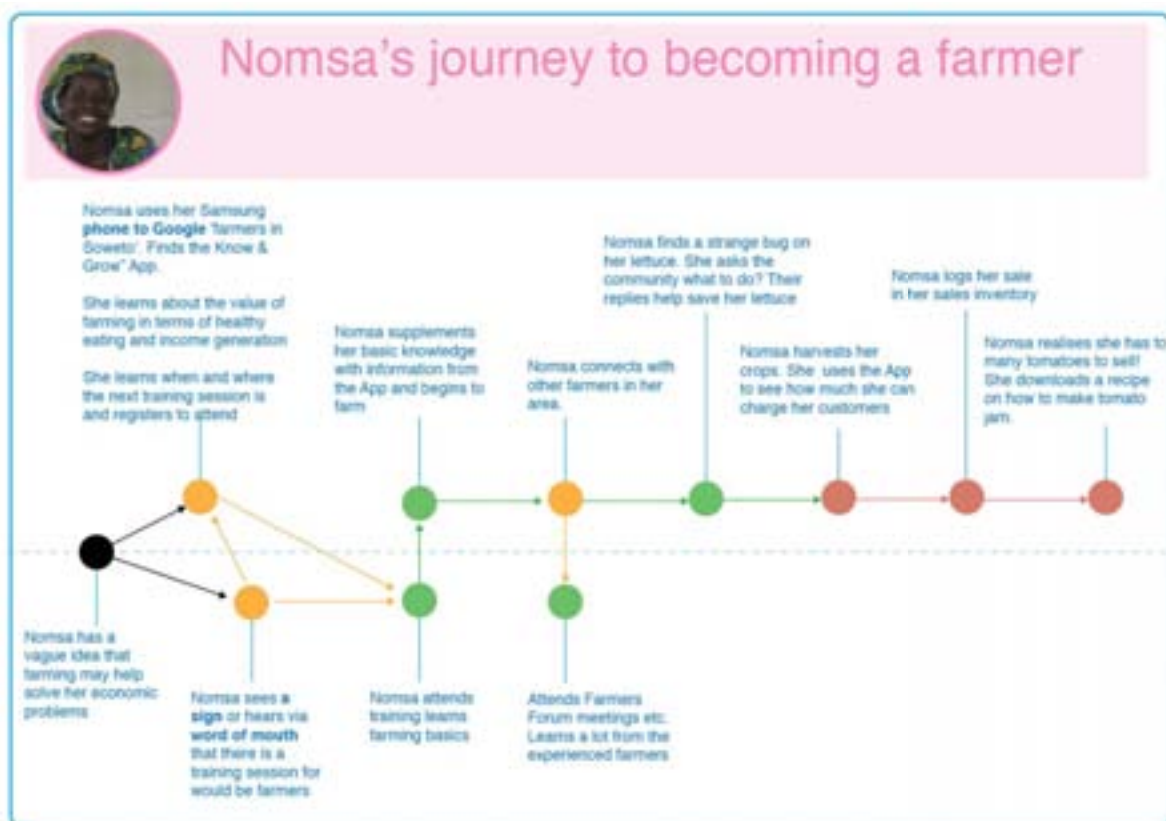 Nomsa's journey to becoming a farmer
Nomsa uses her Samsung
phone to Google 'farmers in
Soweto'. Finds the Know &
Grow" App.
She learns about the value of
farming in terms of healthy
eating and income generation
She learns when and where
the next training session is
and registers to attend
Nomsa supplements
her basic knowledge
with information from
the App and begins to
farm
Nomsa connects with
other farmers in her
area.
Nomsa finds a strange bug on
her lettuce. She asks the
community what to do? Their
replies help save her lettuce
Nomsa harvests her
crops. She uses the App
to see how much she can
charge her customers
Nomsa logs her sale
in her sales inventory
Nomsa realises she has to
many tomatoes to sell!
She downloads a recipe
on how to make tomato
jam.
Nomsa has a
vague idea that
farming may help
solve her economic
problems
Nomsa sees a
sign or hears via
word of mouth
that there is a
training session for
would be farmers
Nomsa attends
training learns
farming basics
Attends Farmers
Forum meetings etc.
Learns a lot from the
experienced farmers